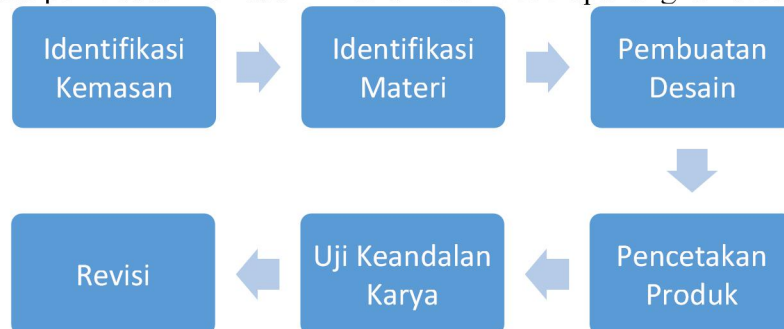 Identifikasi
Kemasan
Identifikasi
Materi
Pembuatan
Desain
Pencetakan
Produk
Uji Keandalan
Karya
Revisi